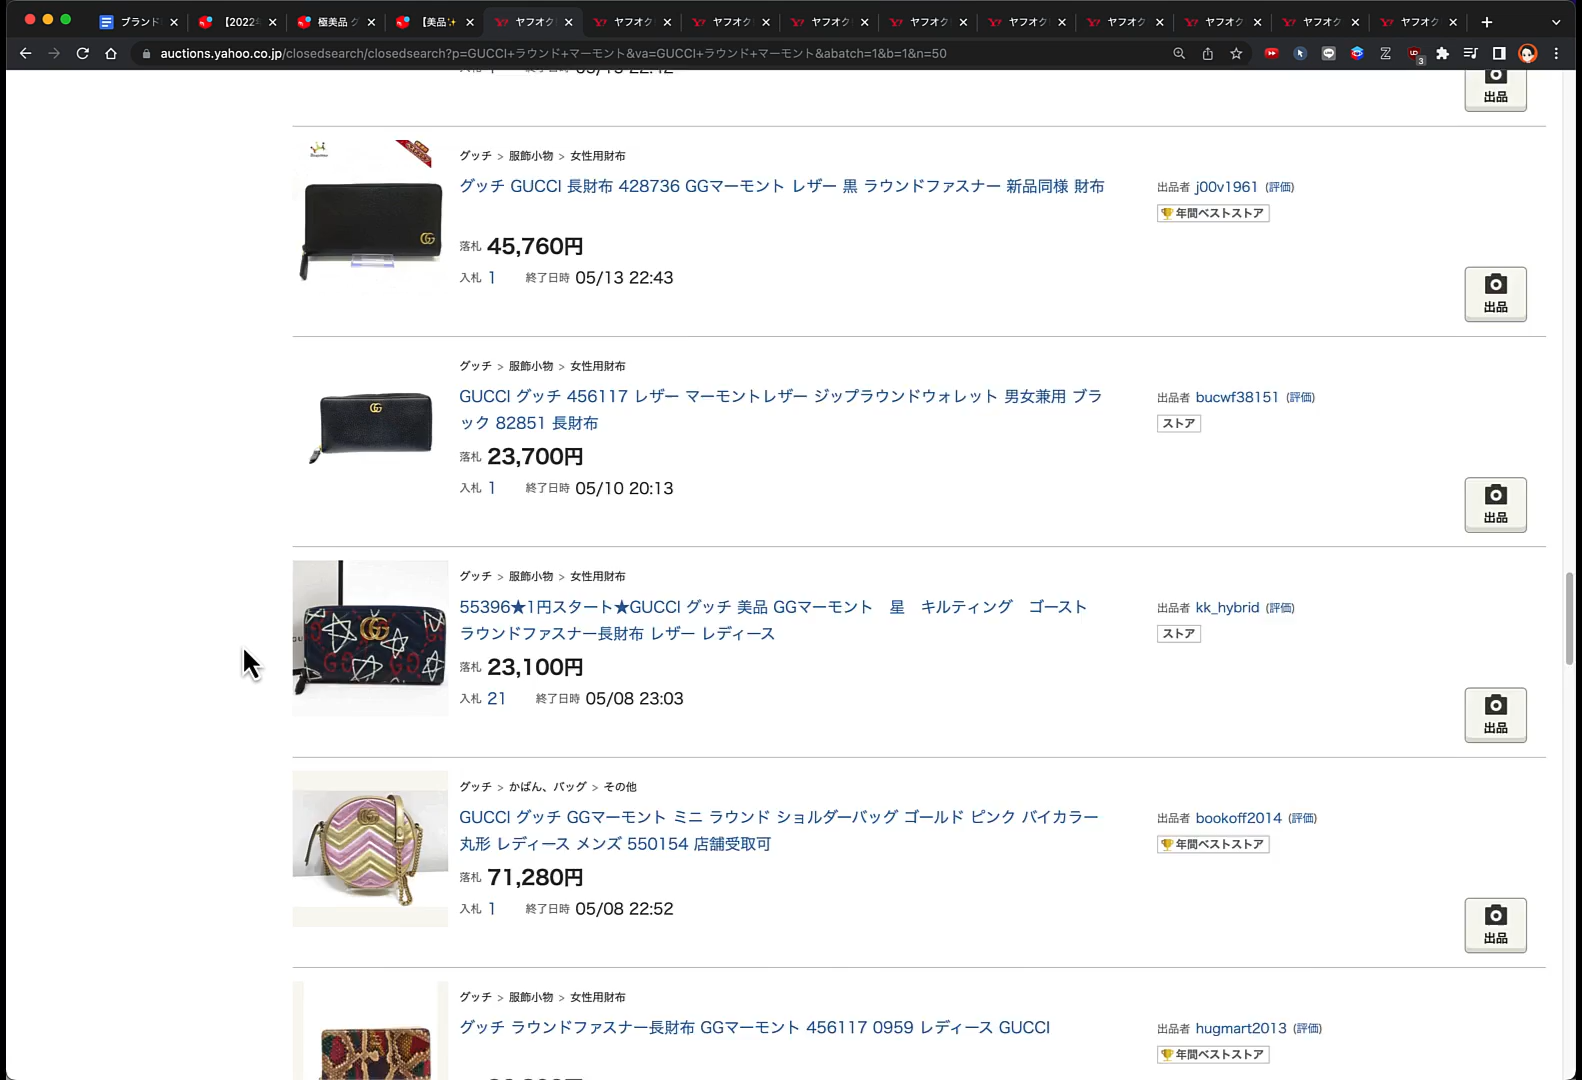 ブランド
【2022
極美品 グ
【美品✨
ヤフオク
ヤフオク
ヤフオク
ヤフオク
ヤフオク
ヤフオク
ヤフオク
ヤフオク
ヤフオク
ヤフオク
auctions.yahoo.co.jp/closedsearch/closedsearch?p=GUCCI+ラウンド+マーモント&va=GUCCI+ラウンド+マーモント&abatch=1&b=1&n=50
3
出品
グッチ > 服飾小物 > 女性用財布
グッチ GUCCI 長財布 428736 GGマーモント レザー 黒 ラウンドファスナー 新品同様 財布
出品者 j00v1961 (評価)
年間ベストストア
落札 45,760円
入札 1 終了日時 05/13 22:43
出品
グッチ > 服飾小物 > 女性用財布
GUCCI グッチ 456117 レザー マーモントレザー ジップラウンドウォレット 男女兼用 ブラ
ック 82851 長財布
出品者 bucwf38151 (評価)
ストア
落札 23,700円
入札 1 終了日時 05/10 20:13
出品
グッチ > 服飾小物 > 女性用財布
55396★1円スタート★GUCCI グッチ 美品 GGマーモント 星 キルティング ゴースト
ラウンドファスナー長財布 レザー レディース
出品者 kk_hybrid (評価)
ストア
落札 23,100円
入札 21 終了日時 05/08 23:03
出品
グッチ > かばん、バッグ > その他
GUCCI グッチ GGマーモント ミニ ラウンド ショルダーバッグ ゴールド ピンク バイカラー
丸形 レディース メンズ 550154 店舗受取可
出品者 bookoff2014 (評価)
年間ベストストア
落札 71,280円
入札 1 終了日時 05/08 22:52
出品
グッチ > 服飾小物 > 女性用財布
グッチ ラウンドファスナー長財布 GGマーモント 456117 0959 レディース GUCCI
出品者 hugmart2013 (評価)
年間ベストストア